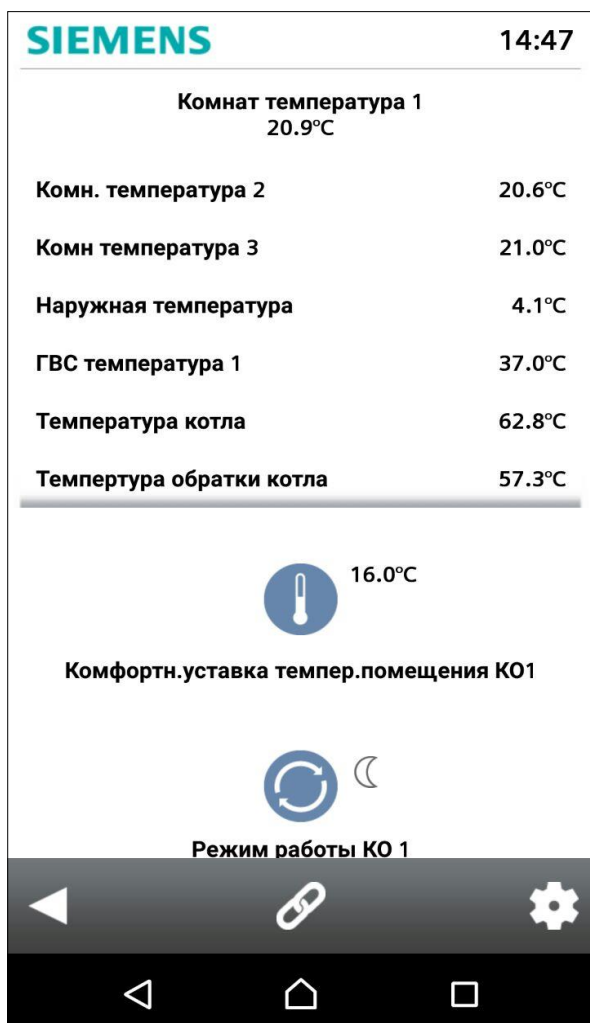 SIEMENS 14:47
Комнат температура 1
20.9°C
Комн. температура 2 20.6°C
Комн температура 3 21.0°C
Наружная температура 4.1°C
ГВС температура 1 37.0°C
Температура котла 62.8°C
Темпертура обратки котла 57.3°C
16.0°C
Комфортн.уставка темпер.помещения КО1
Режим работы КО 1